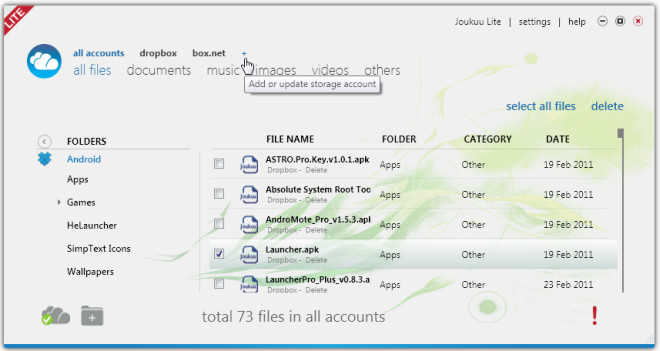 LITE
Joukuu Lite | settings | help
all accounts dropbox box.net +
all files documents music images videos others
Add or update storage account
select all files delete
FOLDERS FILE NAME FOLDER CATEGORY DATE
Android ASTRO.Pro.Key.v1.0.1.apk Apps Other 19 Feb 2011
Dropbox - Delete
Apps
Absolute System Root Too Apps Other 19 Feb 2011
Dropbox - Delete
Games
AndroMote_Pro_v1.5.3.apl Apps Other 19 Feb 2011
Dropbox - Delete
HeLauncher
SimpText Icons Launcher.apk Apps Other 19 Feb 2011
Dropbox - Delete
Wallpapers
LauncherPro_Plus_v0.8.3.a Apps Other 23 Feb 2011
Dropbox - Delete
total 73 files in all accounts !